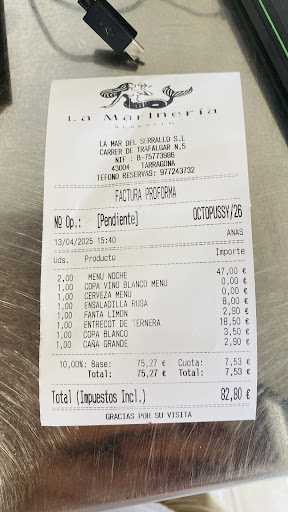 La Marinería
SERRALLO
LA MAR DEL SERRALLO S.L
CARRER DE TRAFALGAR N.5
NIF : B-75773986
43004 TARRAGONA
TEFONO RESERVAS: 977243732
FACTURA PROFORMA
Nº Op.: [Pendiente] OCTOPUSSY/26
13/04/2025 15:40 ANAS
Uds. Producto Importe
2,00 MENU NOCHE 47,00 €
1,00 COPA VINO BLANCO MENU 0,00 €
1,00 CERVEZA MENU 0,00 €
1,00 ENSALADILLA RUSA 8,00 €
1,00 FANTA LIMON 2,90 €
1,00 ENTRECOT DE TERNERA 18,50 €
1,00 COPA BLANCO 3,50 €
1,00 CAÑA GRANDE 2,90 €
10,00%: Base: 75,27 € Cuota: 7,53 €
Total: 75,27 € Total: 7,53 €
Total (Impuestos Incl.) 82,80 €
GRACIAS POR SU VISITA